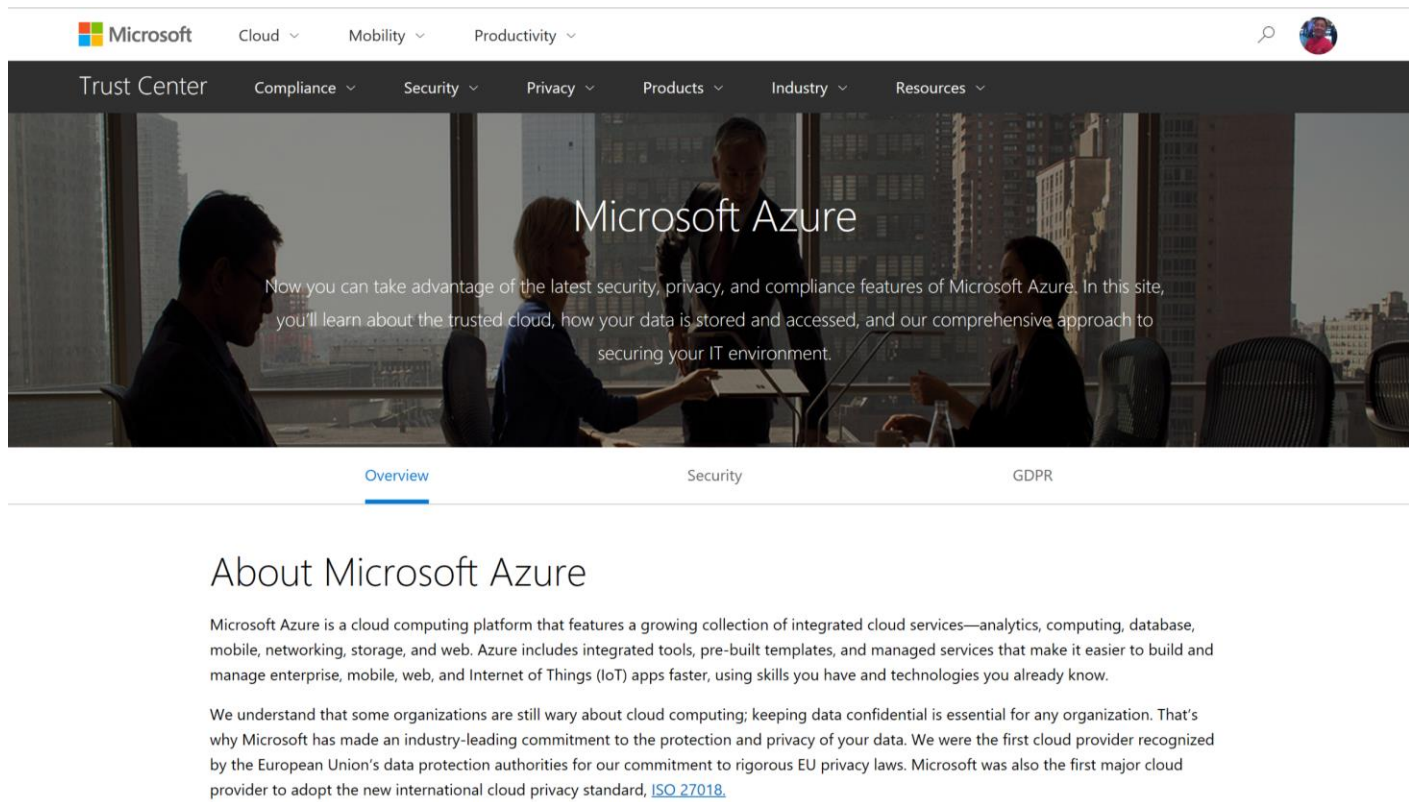 Microsoft Cloud Mobility Productivity
Trust Center Compliance Security Privacy Products Industry Resources
Microsoft Azure
Now you can take advantage of the latest security, privacy, and compliance features of Microsoft Azure. In this site,
you'll learn about the trusted cloud, how your data is stored and accessed, and our comprehensive approach to
securing your IT environment.
Overview Security GDPR
About Microsoft Azure
Microsoft Azure is a cloud computing platform that features a growing collection of integrated cloud services—analytics, computing, database,
mobile, networking, storage, and web. Azure includes integrated tools, pre-built templates, and managed services that make it easier to build and
manage enterprise, mobile, web, and Internet of Things (IoT) apps faster, using skills you have and technologies you already know.
We understand that some organizations are still wary about cloud computing; keeping data confidential is essential for any organization. That's
why Microsoft has made an industry-leading commitment to the protection and privacy of your data. We were the first cloud provider recognized
by the European Union's data protection authorities for our commitment to rigorous EU privacy laws. Microsoft was also the first major cloud
provider to adopt the new international cloud privacy standard, ISO 27018.